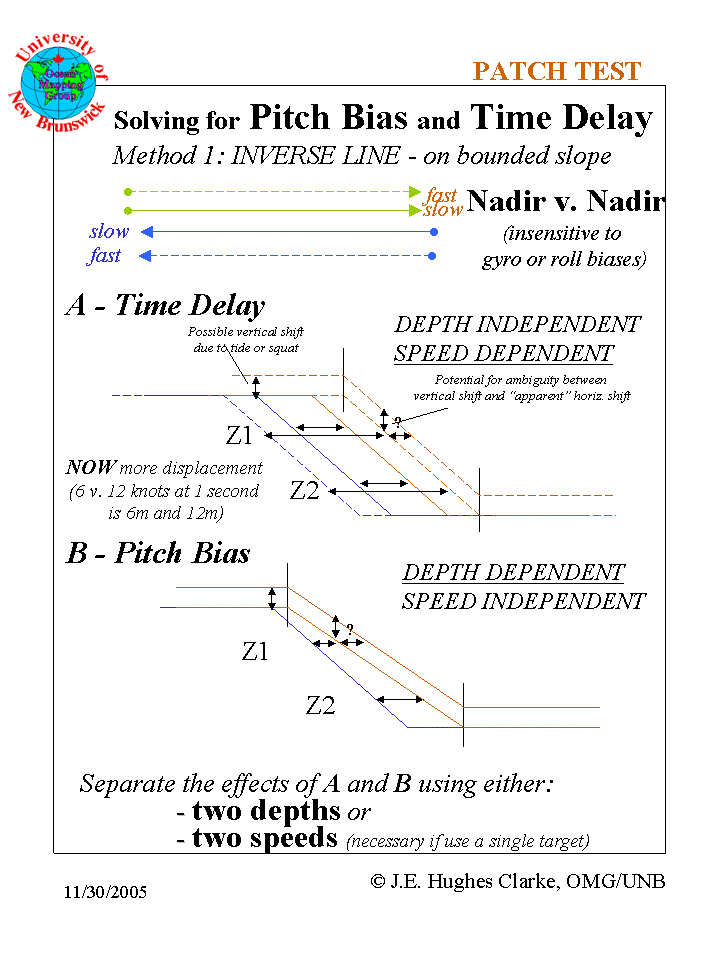 University of
Ocean
Mapping
Group
New Brunswick
PATCH TEST
Solving for Pitch Bias and Time Delay
Method 1: INVERSE LINE - on bounded slope
fast
slow
Nadir v. Nadir
slow
(insensitive to
fast
gyro or roll biases)
A - Time Delay
Possible vertical shift
due to tide or squat
DEPTH INDEPENDENT
SPEED DEPENDENT
Potential for ambiguity between
vertical shift and “apparent” horiz. shift
?
Z1
NOW more displacement
(6 v. 12 knots at 1 second
is 6m and 12m)
Z2
B - Pitch Bias
DEPTH DEPENDENT
SPEED INDEPENDENT
?
Z1
Z2
Separate the effects of A and B using either:
- two depths or
- two speeds (necessary if use a single target)
11/30/2005
© J.E. Hughes Clarke, OMG/UNB